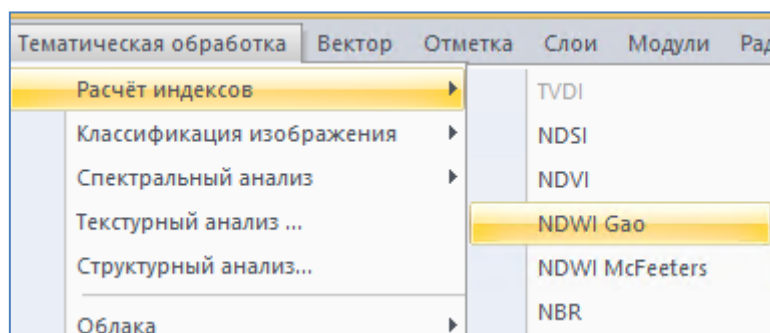 Тематическая обработка Вектор Отметка Слои Модули Рад
Расчёт индексов
Классификация изображения
Спектральный анализ
Текстурный анализ ...
Структурный анализ...
Облака
TVDI
NDSI
NDVI
NDWI Gao
NDWI McFeeters
NBR